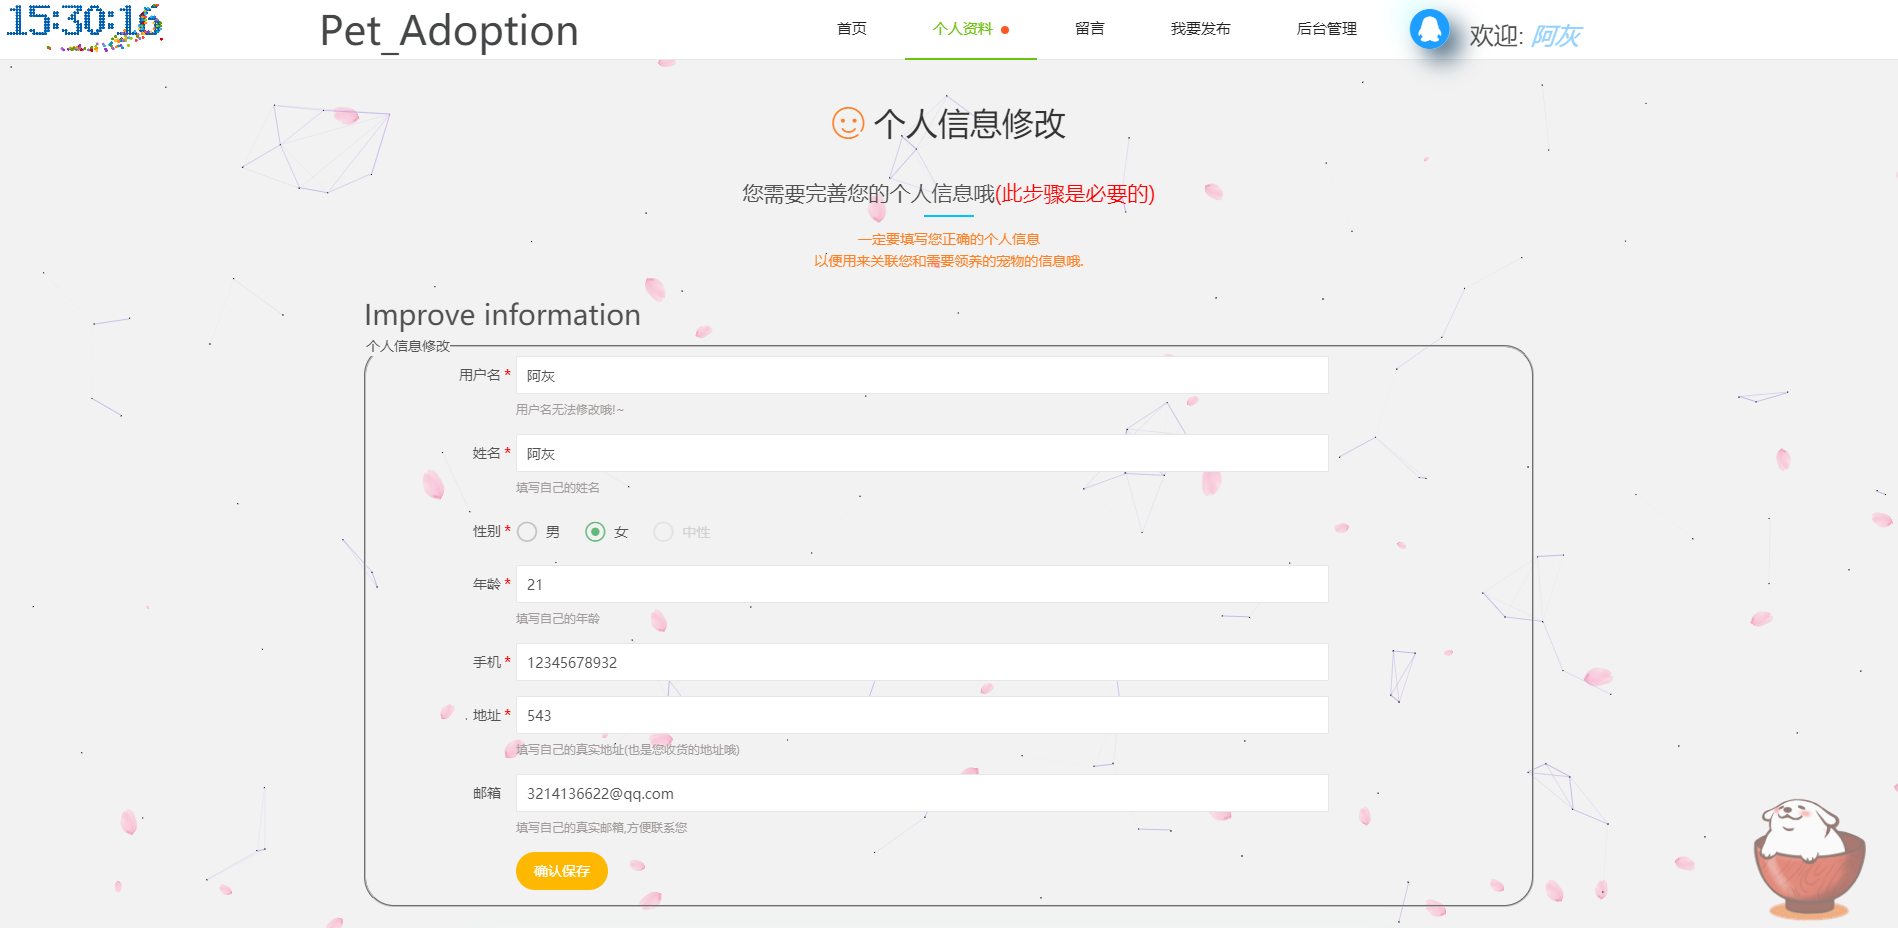 15:30:16
Pet_Adoption
首页
个人资料
留言
我要发布
后台管理
欢迎: 阿灰
个人信息修改
您需要完善您的个人信息哦(此步骤是必要的)
一定要填写您正确的个人信息
以便用来关联您和需要领养的宠物的信息哦.
Improve information
个人信息修改
用户名 * 阿灰
用户名无法修改哦!~
姓名 * 阿灰
填写自己的姓名
性别 * 男 女 中性
年龄 * 21
填写自己的年龄
手机 * 12345678932
地址 * 543
填写自己的真实地址(也是您收货的地址哦)
邮箱 3214136622@qq.com
填写自己的真实邮箱,方便联系您
确认保存